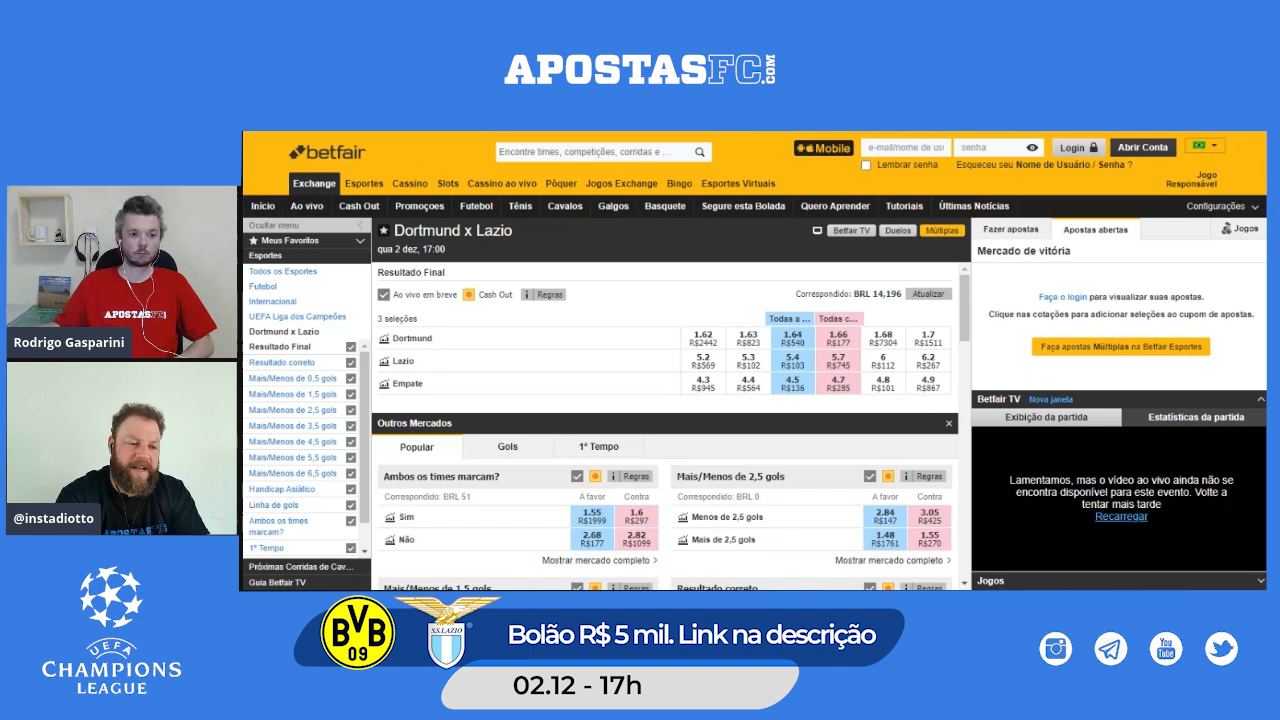 APOSTASFC.COM
betfair
Encontre times, competições, corridas e ...
Mobile
e-mail/nome de usu
senha
Login
Abrir Conta
Lembrar senha
Esqueceu seu Nome de Usuário / Senha ?
Exchange Esportes Cassino Slots Cassino ao vivo Pôquer Jogos Exchange Bingo Esportes Virtuais
Jogo
Responsável
Início Ao vivo Cash Out Promoçoes Futebol Tênis Cavalos Galgos Basquete Segure esta Bolada Quero Aprender Tutoriais Últimas Notícias
Configurações
Ocultar menu
Meus Favoritos
Esportes
Todos os Esportes
Futebol
Internacional
UEFA Liga dos Campeões
Dortmund x Lazio
Resultado Final
Resultado correto
Mais/Menos de 0,5 gols
Mais/Menos de 1,5 gols
Mais/Menos de 2,5 gols
Mais/Menos de 3,5 gols
Mais/Menos de 4,5 gols
Mais/Menos de 5,5 gols
Mais/Menos de 6,5 gols
Handicap Asiático
Linha de gols
Ambos os times
marcam?
1º Tempo
Próximas Corridas de Cav...
Guia Betfair TV
Dortmund x Lazio
qua 2 dez, 17:00
Betfair TV Duelos Múltiplas
Resultado Final
Ao vivo em breve Cash Out Regras
Correspondido: BRL 14,196 Atualizar
3 seleções
Todas a ... Todas c...
Dortmund 1.62 1.63 1.64 1.66 1.68 1.7
R$2442 R$823 R$540 R$177 R$7304 R$1511
Lazio 5.2 5.3 5.4 5.7 6 6.2
R$569 R$102 R$103 R$745 R$112 R$267
Empate 4.3 4.4 4.5 4.7 4.8 4.9
R$945 R$564 R$136 R$285 R$101 R$867
Outros Mercados
Popular Gols 1º Tempo
Ambos os times marcam? Regras
Correspondido: BRL 51 A favor Contra
Sim 1.55 1.6
R$1999 R$297
Não 2.68 2.82
R$177 R$1099
Mostrar mercado completo
Mais/Menos de 2,5 gols Regras
Correspondido: BRL 0 A favor Contra
Menos de 2,5 gols 2.84 3.05
R$147 R$425
Mais de 2,5 gols 1.48 1.55
R$1761 R$270
Mostrar mercado completo
Mais/Menos de 1,5 gols Regras
Resultado correto Regras
Fazer apostas Apostas abertas Jogos
Mercado de vitória
Faça o login para visualizar suas apostas.
Clique nas cotações para adicionar seleções ao cupom de apostas.
Faça apostas Múltiplas na Betfair Esportes
Betfair TV Nova janela
Exibição da partida Estatísticas da partida
Lamentamos, mas o vídeo ao vivo ainda não se
encontra disponível para este evento. Volte a
tentar mais tarde
Recarregar
Jogos
APOSTASFC
Rodrigo Gasparini
APOSTASFC
@instadiotto
UEFA
CHAMPIONS
LEAGUE
BVB
09
S.S.LAZIO
Bolão R$ 5 mil. Link na descrição
02.12 - 17h
You
Tube